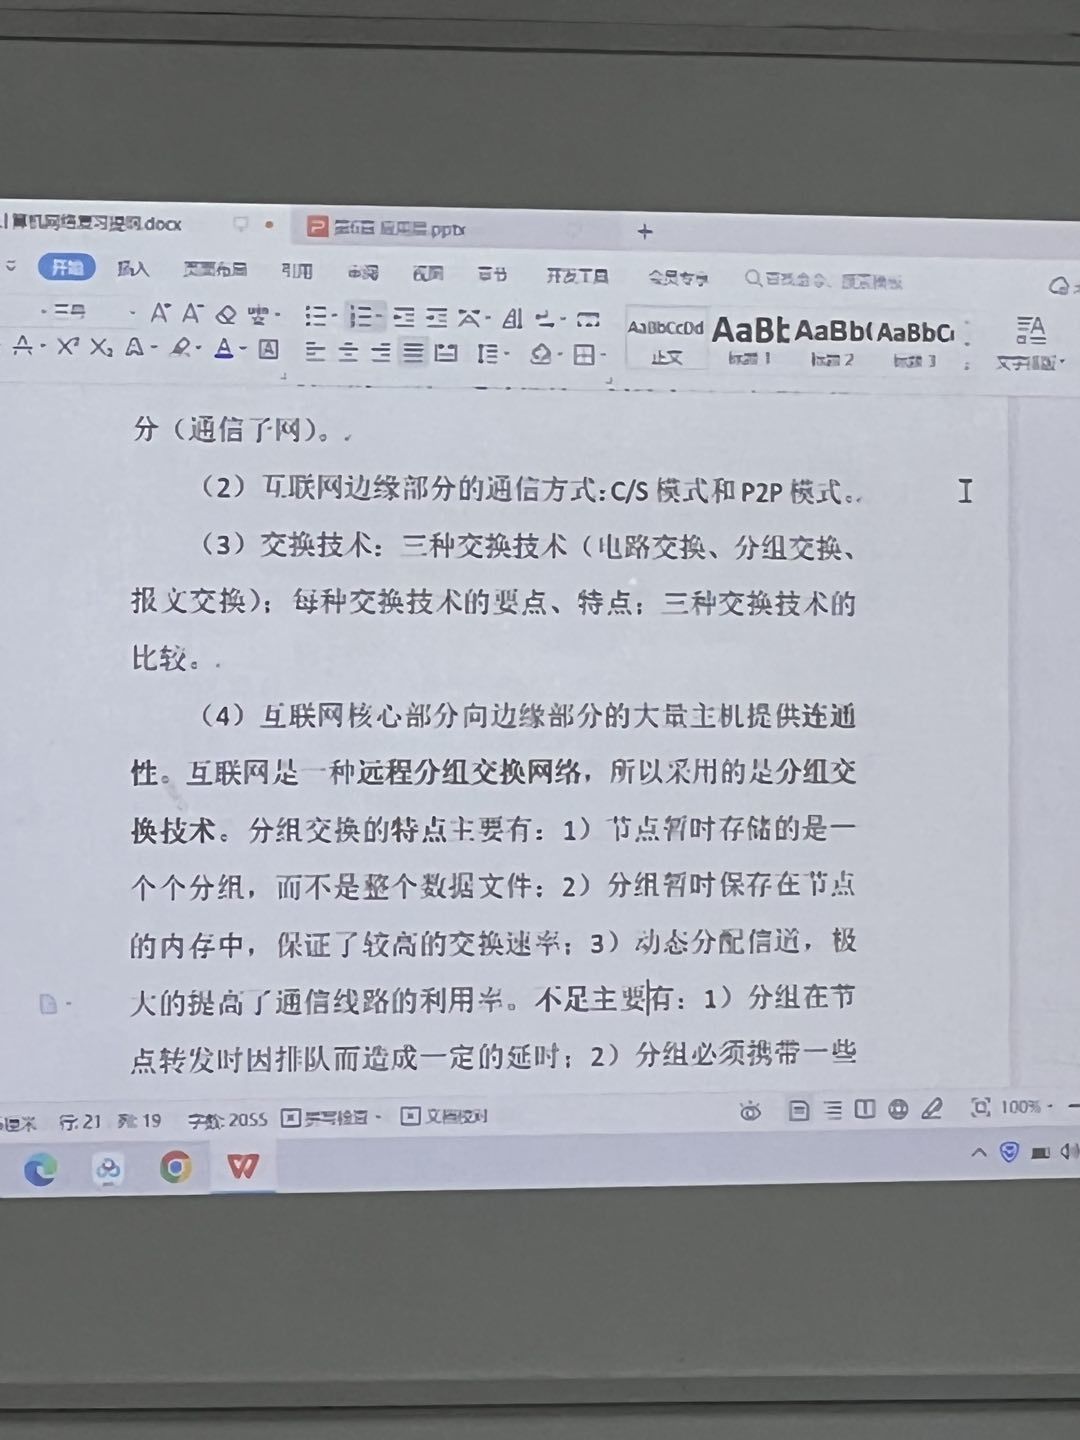 算机网络复习提纲.docx
第6章 应用层.pptx
+
开始 插入 页面布局 引用 审阅 视图 章节 开发工具 会员专享 查找命令、搜索模板
三号
AaBbCcDd AaBb AaBb( AaBbC
正文 标题 1 标题 2 标题 3 文字排版
分（通信子网）。
（2）互联网边缘部分的通信方式：C/S 模式和 P2P 模式。
（3）交换技术：三种交换技术（电路交换、分组交换、
报文交换）；每种交换技术的要点、特点；三种交换技术的
比较。
（4）互联网核心部分向边缘部分的大量主机提供连通
性。互联网是一种远程分组交换网络，所以采用的是分组交
换技术。分组交换的特点主要有：1）节点暂时存储的是一
个个分组，而不是整个数据文件；2）分组暂时保存在节点
的内存中，保证了较高的交换速率；3）动态分配信道，极
大的提高了通信线路的利用率。不足主要有：1）分组在节
点转发时因排队而造成一定的延时；2）分组必须携带一些
厘米 行: 21 列: 19 字数: 2055 拼写检查 文档校对 100%